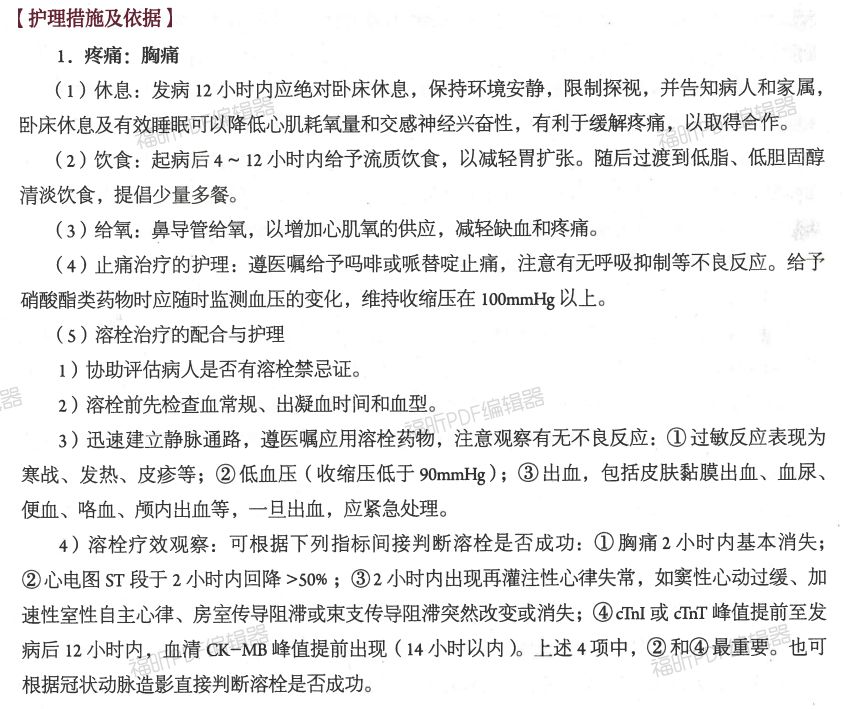 【护理措施及依据】
1. 疼痛：胸痛
（1）休息：发病 12 小时内应绝对卧床休息，保持环境安静，限制探视，并告知病人和家属，
卧床休息及有效睡眠可以降低心肌耗氧量和交感神经兴奋性，有利于缓解疼痛，以取得合作。
（2）饮食：起病后 4 ~ 12 小时内给予流质饮食，以减轻胃扩张。随后过渡到低脂、低胆固醇
清淡饮食，提倡少量多餐。
（3）给氧：鼻导管给氧，以增加心肌氧的供应，减轻缺血和疼痛。
（4）止痛治疗的护理：遵医嘱给予吗啡或哌替啶止痛，注意有无呼吸抑制等不良反应。给予
硝酸酯类药物时应随时监测血压的变化，维持收缩压在 100mmHg 以上。
（5）溶栓治疗的配合与护理
1）协助评估病人是否有溶栓禁忌证。
2）溶栓前先检查血常规、出凝血时间和血型。
3）迅速建立静脉通路，遵医嘱应用溶栓药物，注意观察有无不良反应：①过敏反应表现为
寒战、发热、皮疹等；②低血压（收缩压低于 90mmHg）；③出血，包括皮肤黏膜出血、血尿、
便血、咯血、颅内出血等，一旦出血，应紧急处理。
4）溶栓疗效观察：可根据下列指标间接判断溶栓是否成功：①胸痛 2 小时内基本消失；
②心电图 ST 段于 2 小时内回降 >50%；③2 小时内出现再灌注性心律失常，如窦性心动过缓、加
速性室性自主心律、房室传导阻滞或束支传导阻滞突然改变或消失；④cTnI 或 cTnT 峰值提前至发
病后 12 小时内，血清 CK-MB 峰值提前出现（14 小时以内）。上述 4 项中，②和④最重要。也可
根据冠状动脉造影直接判断溶栓是否成功。
福昕PDF编辑器
福昕PDF编辑器
器
福昕PDF编辑器
福昕PDF编辑器
福昕PDF编辑器